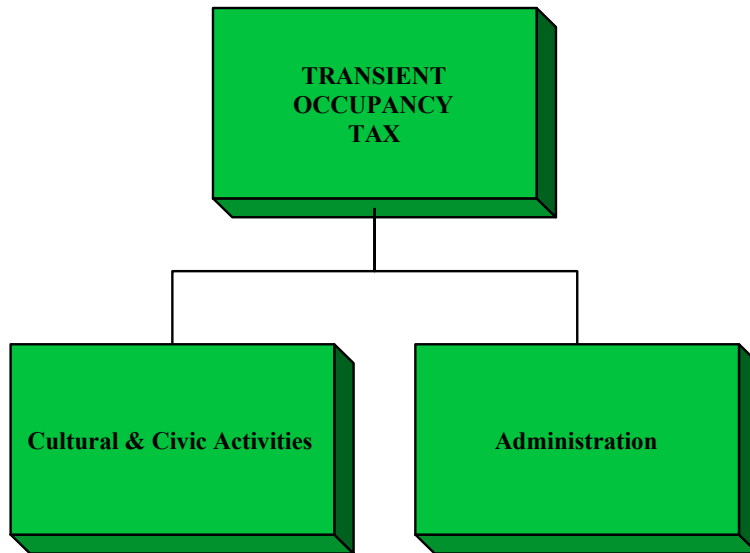 TRANSIENT
OCCUPANCY
TAX
Cultural & Civic Activities
Administration